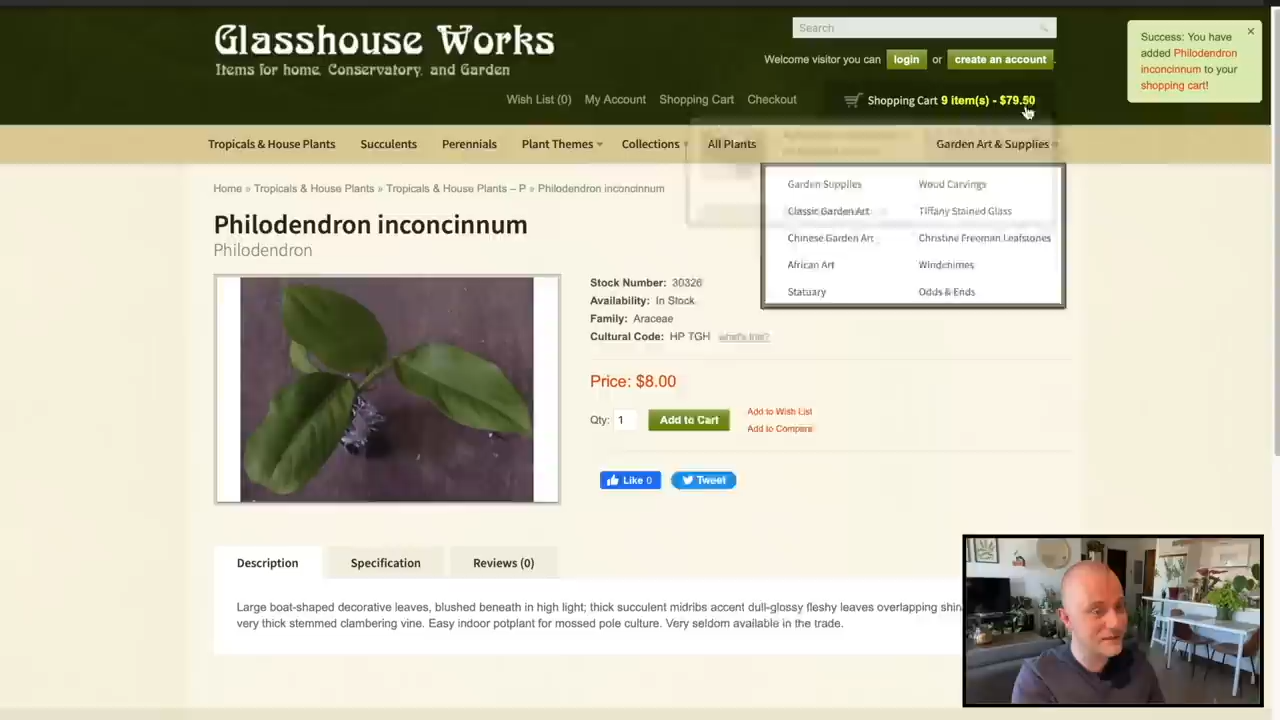 Glasshouse Works
Items for home, Conservatory, and Garden
Search
Welcome visitor you can login or create an account.
Wish List (0) My Account Shopping Cart Checkout
Shopping Cart 9 item(s) - $79.50
Success: You have
added Philodendron
inconcinnum to your
shopping cart!
×
Tropicals & House Plants Succulents Perennials Plant Themes Collections All Plants Garden Art & Supplies
Home » Tropicals & House Plants » Tropicals & House Plants – P » Philodendron inconcinnum
Garden Supplies Wood Carvings
Classic Garden Art Tiffany Stained Glass
Chinese Garden Art Christine Freeman Leafstones
African Art Windchimes
Statuary Odds & Ends
Philodendron inconcinnum
Philodendron
Stock Number: 30326
Availability: In Stock
Family: Araceae
Cultural Code: HP TGH what's this?
Price: $8.00
Qty: 1 Add to Cart
Add to Wish List
Add to Compare
Like 0 Tweet
Description Specification Reviews (0)
Large boat-shaped decorative leaves, blushed beneath in high light; thick succulent midribs accent dull-glossy fleshy leaves overlapping
very thick stemmed clambering vine. Easy indoor potplant for mossed pole culture. Very seldom available in the trade.